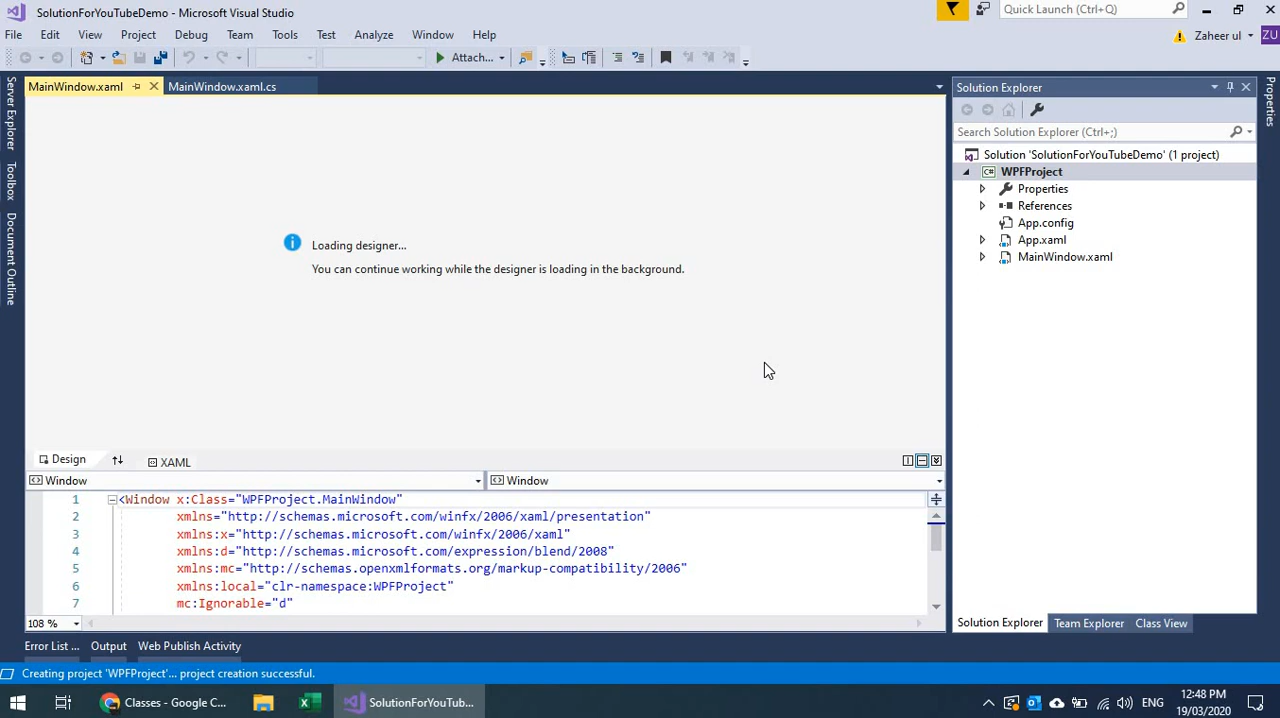 SolutionForYouTubeDemo - Microsoft Visual Studio
Quick Launch (Ctrl+Q)
File Edit View Project Debug Team Tools Test Analyze Window Help
Zaheer ul
ZU
Attach...
Server Explorer
Toolbox
Document Outline
MainWindow.xaml
MainWindow.xaml.cs
Loading designer...
You can continue working while the designer is loading in the background.
Design
XAML
Window
Window
1 <Window x:Class="WPFProject.MainWindow"
2 xmlns="http://schemas.microsoft.com/winfx/2006/xaml/presentation"
3 xmlns:x="http://schemas.microsoft.com/winfx/2006/xaml"
4 xmlns:d="http://schemas.microsoft.com/expression/blend/2008"
5 xmlns:mc="http://schemas.openxmlformats.org/markup-compatibility/2006"
6 xmlns:local="clr-namespace:WPFProject"
7 mc:Ignorable="d"
108 %
Solution Explorer
Search Solution Explorer (Ctrl+;)
Solution 'SolutionForYouTubeDemo' (1 project)
C# WPFProject
Properties
References
App.config
App.xaml
MainWindow.xaml
Properties
Solution Explorer Team Explorer Class View
Error List ... Output Web Publish Activity
Creating project 'WPFProject'... project creation successful.
Classes - Google C...
SolutionForYouTub...
ENG
12:48 PM
19/03/2020